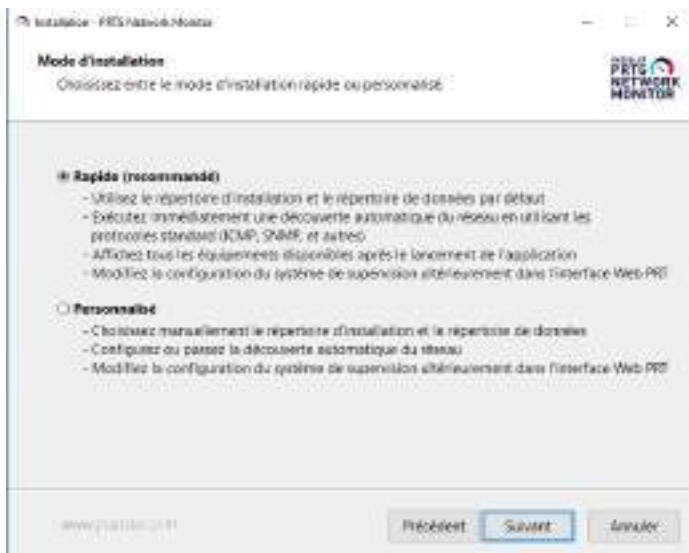 Installation - PRTG Network Monitor
Mode d'installation
Choisissez entre le mode d'installation rapide ou personnalisé.
PRTG
NETWORK
MONITOR
Rapide (recommandé)
- Utilisez le répertoire d'installation et le répertoire de données par défaut
- Exécutez immédiatement une découverte automatique du réseau en utilisant les
protocoles standard (ICMP, SNMP, et autres)
- Affichez tous les équipements disponibles après le lancement de l'application
- Modifiez la configuration du système de supervision ultérieurement dans l'interface Web PRT
Personnalisé
- Choisissez manuellement le répertoire d'installation et le répertoire de données
- Configurez ou passez la découverte automatique du réseau
- Modifiez la configuration du système de supervision ultérieurement dans l'interface Web PRT
Précédent
Suivant
Annuler